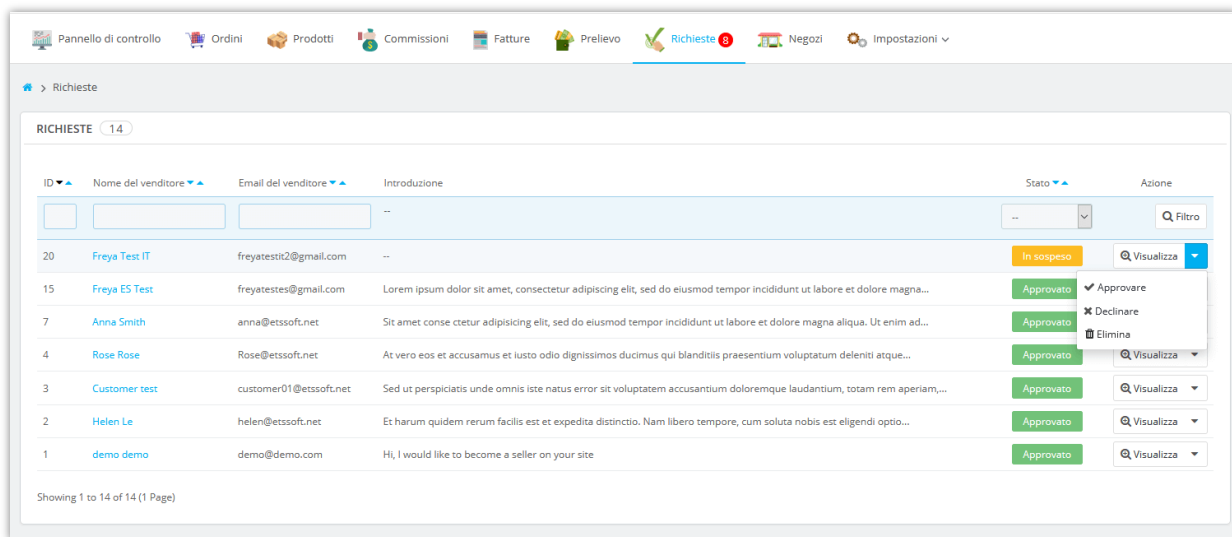 Pannello di controllo Ordini Prodotti Commissioni Fatture Prelievo Richieste 8 Negozi Impostazioni
> Richieste
RICHIESTE 14
ID Nome del venditore Email del venditore Introduzione Stato Azione
-- -- Filtro
20 Freya Test IT freyatestit2@gmail.com -- In sospeso Visualizza
15 Freya ES Test freyatestes@gmail.com Lorem ipsum dolor sit amet, consectetur adipiscing elit, sed do eiusmod tempor incididunt ut labore et dolore magna... Approvato
Approvare
7 Anna Smith anna@etssoft.net Sit amet conse ctetur adipisicing elit, sed do eiusmod tempor incididunt ut labore et dolore magna aliqua. Ut enim ad... Approvato
Declinare
Elimina
4 Rose Rose Rose@etssoft.net At vero eos et accusamus et iusto odio dignissimos ducimus qui blanditiis praesentium voluptatum deleniti atque... Approvato Visualizza
3 Customer test customer01@etssoft.net Sed ut perspiciatis unde omnis iste natus error sit voluptatem accusantium doloremque laudantium, totam rem aperiam,... Approvato Visualizza
2 Helen Le helen@etssoft.net Et harum quidem rerum facilis est et expedita distinctio. Nam libero tempore, cum soluta nobis est eligendi optio... Approvato Visualizza
1 demo demo demo@demo.com Hi, I would like to become a seller on your site Approvato Visualizza
Showing 1 to 14 of 14 (1 Page)